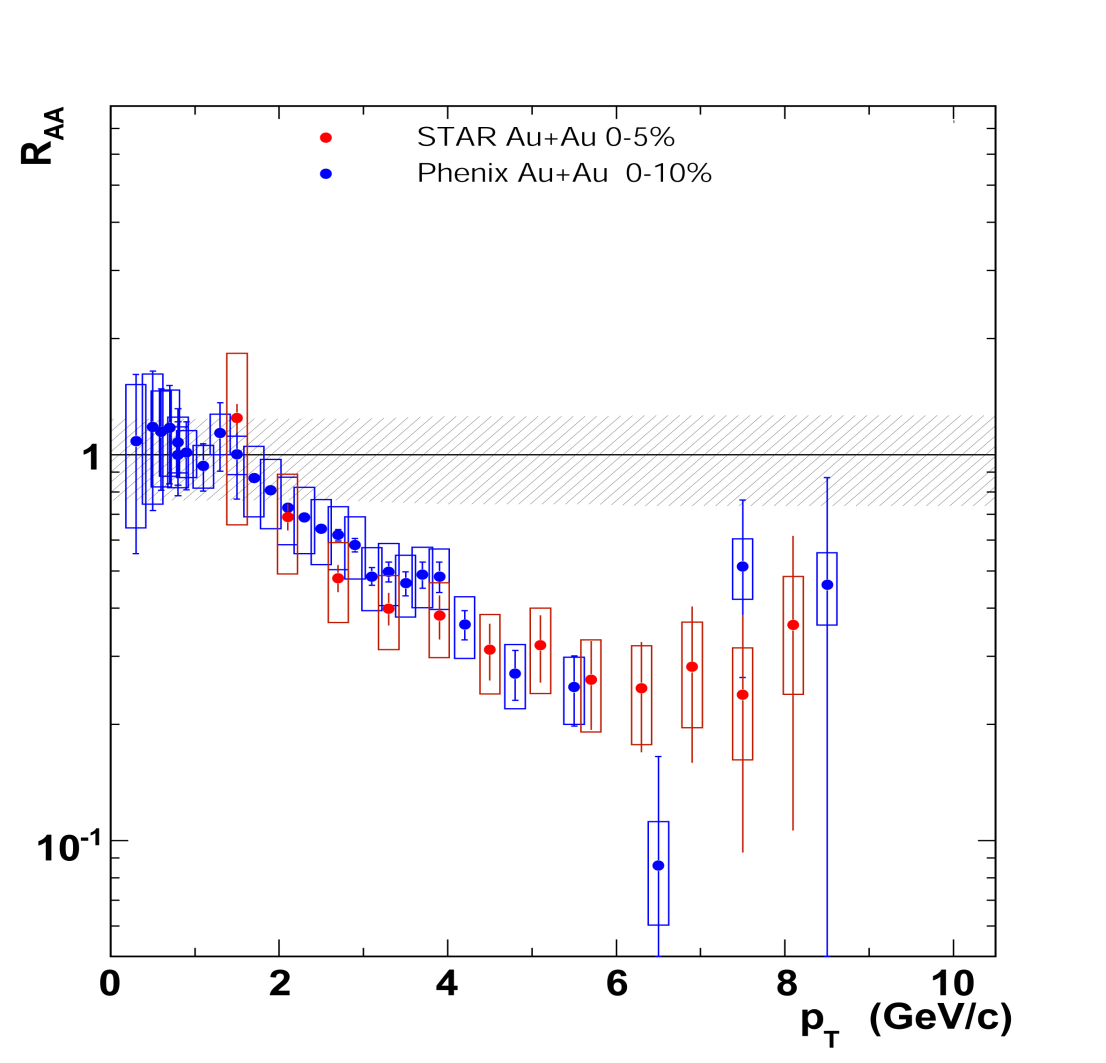 R_AA
STAR Au+Au 0-5%
Phenix Au+Au 0-10%
1
10^-1
0 2 4 6 8 10
p_T (GeV/c)